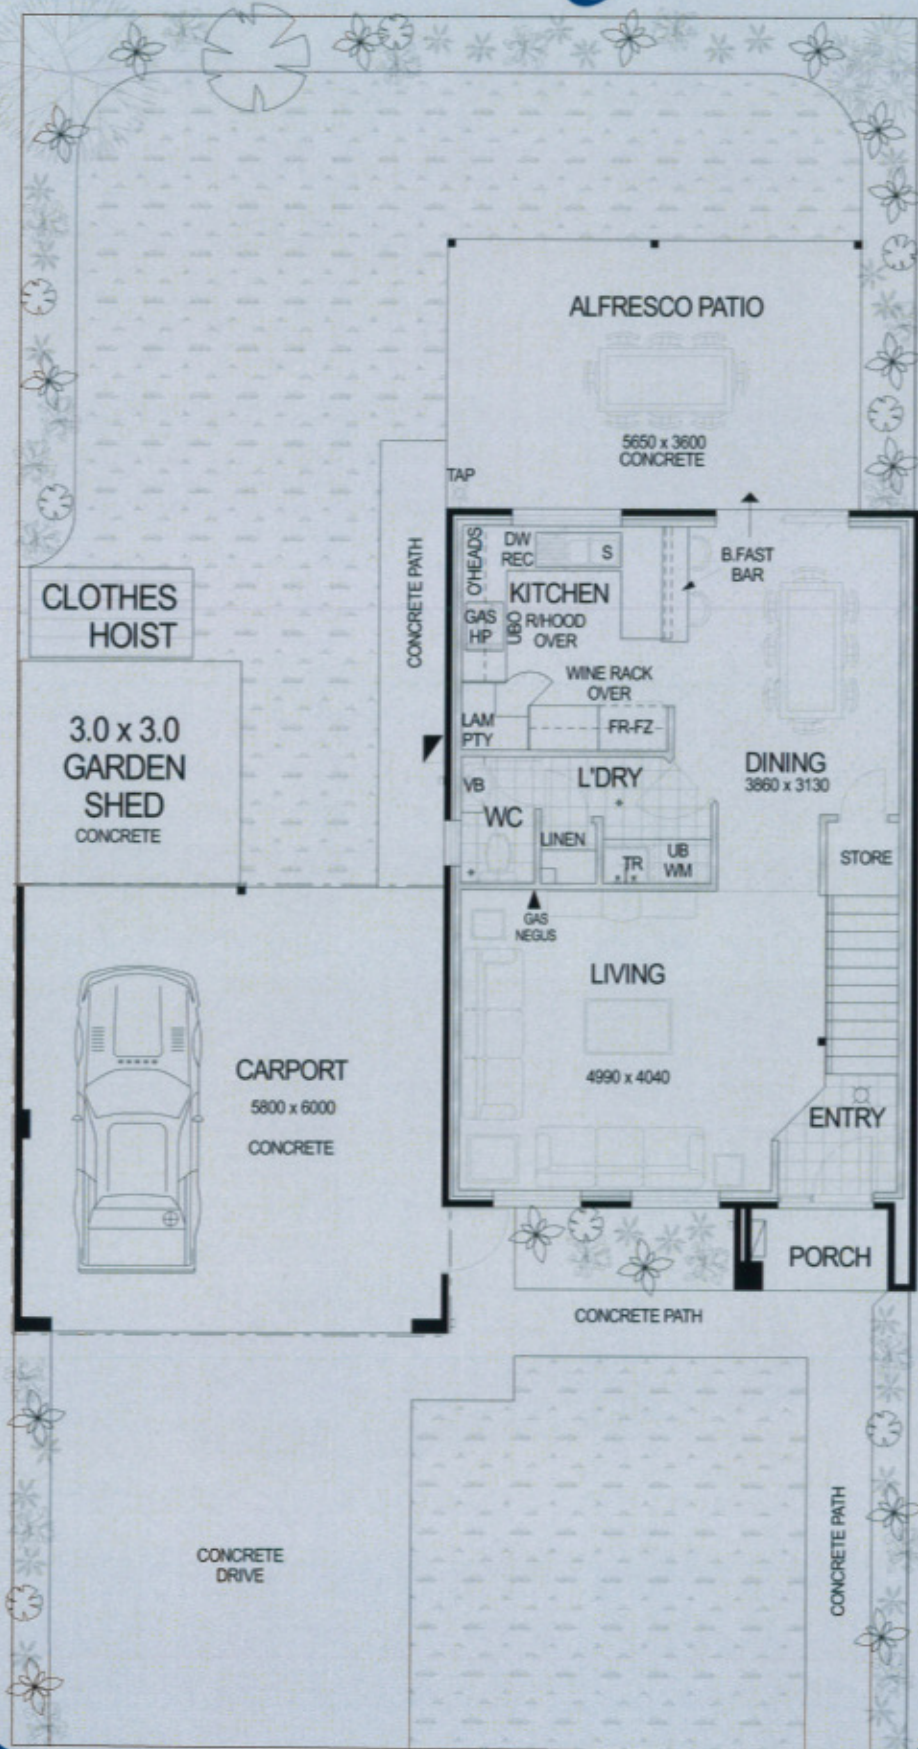 ALFRESCO PATIO
5650 x 3600
CONCRETE
TAP
CONCRETE PATH
O'HEADS
DW
REC
S
B.FAST
BAR
KITCHEN
GAS
HP
UBO
R/HOOD
OVER
WINE RACK
OVER
LAM
PTY
FR-FZ
CLOTHES
HOIST
3.0 x 3.0
GARDEN
SHED
CONCRETE
VB
L'DRY
WC
LINEN
TR
UB
WM
DINING
3860 x 3130
STORE
GAS
NEGUS
LIVING
4990 x 4040
CARPORT
5800 x 6000
CONCRETE
ENTRY
PORCH
CONCRETE PATH
CONCRETE
DRIVE
CONCRETE PATH